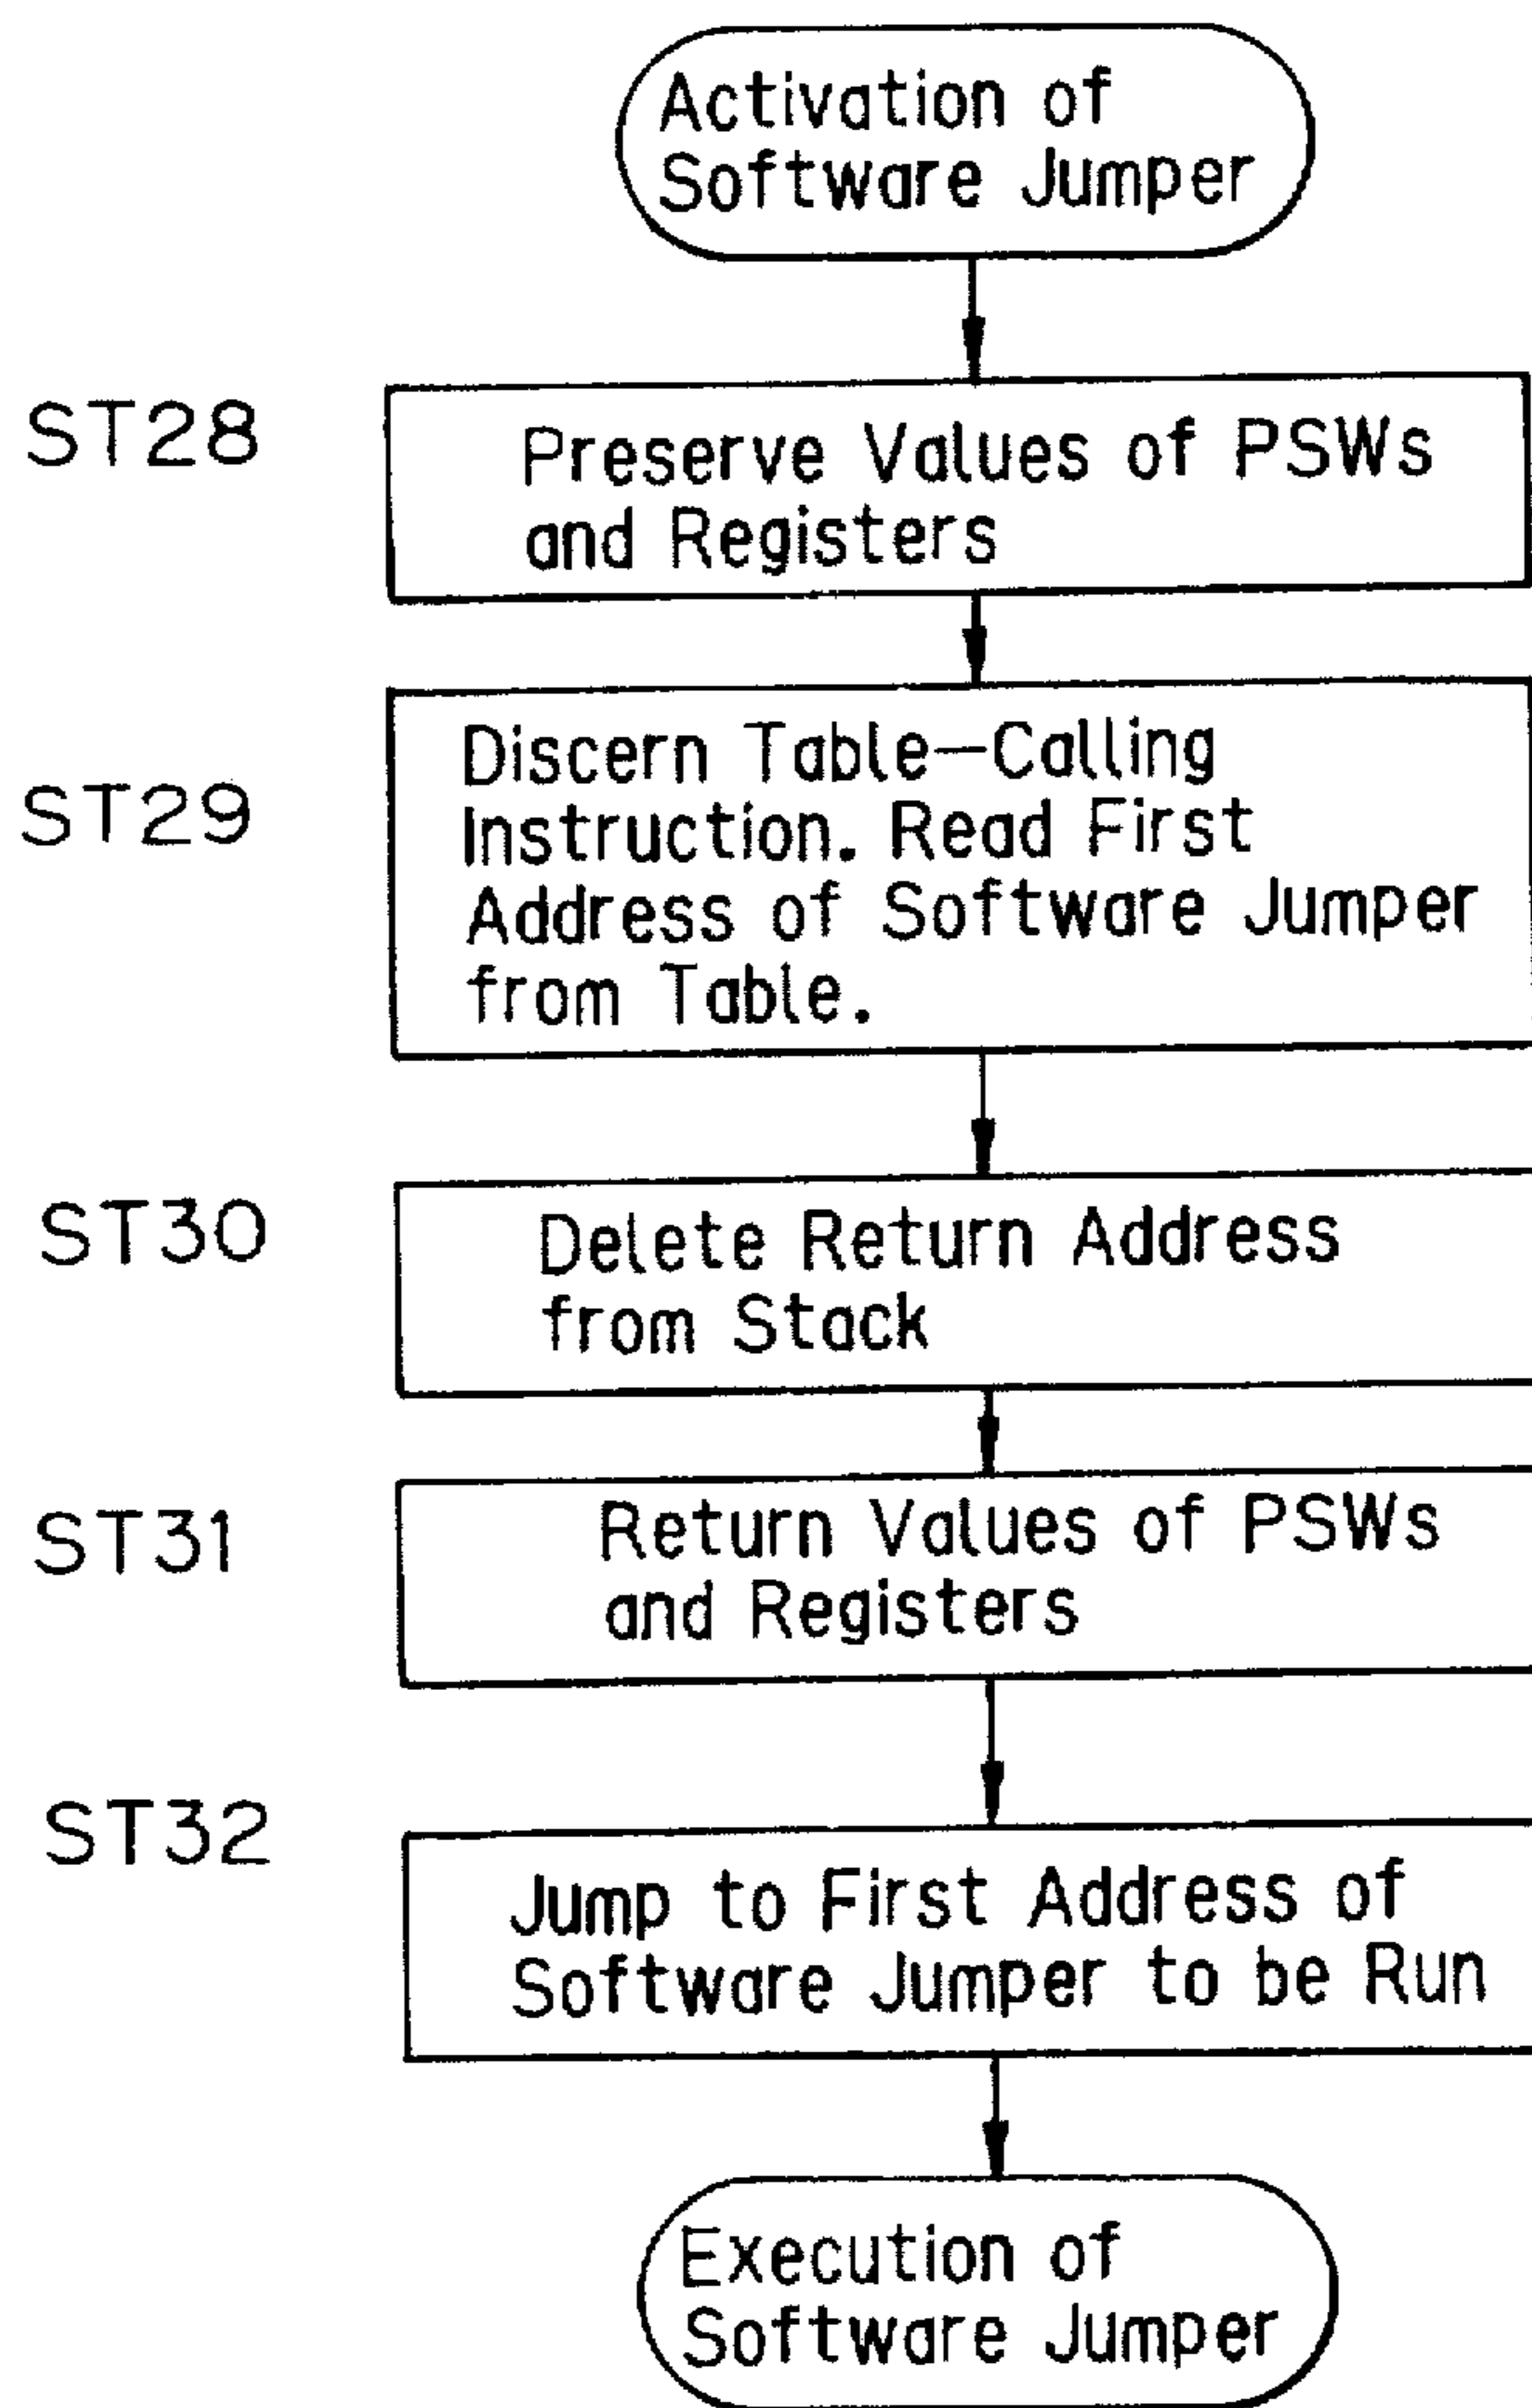 Activation of
Software Jumper
ST28
Preserve Values of PSWs
and Registers
ST29
Discern Table-Calling
Instruction. Read First
Address of Software Jumper
from Table.
ST30
Delete Return Address
from Stack
ST31
Return Values of PSWs
and Registers
ST32
Jump to First Address of
Software Jumper to be Run
Execution of
Software Jumper